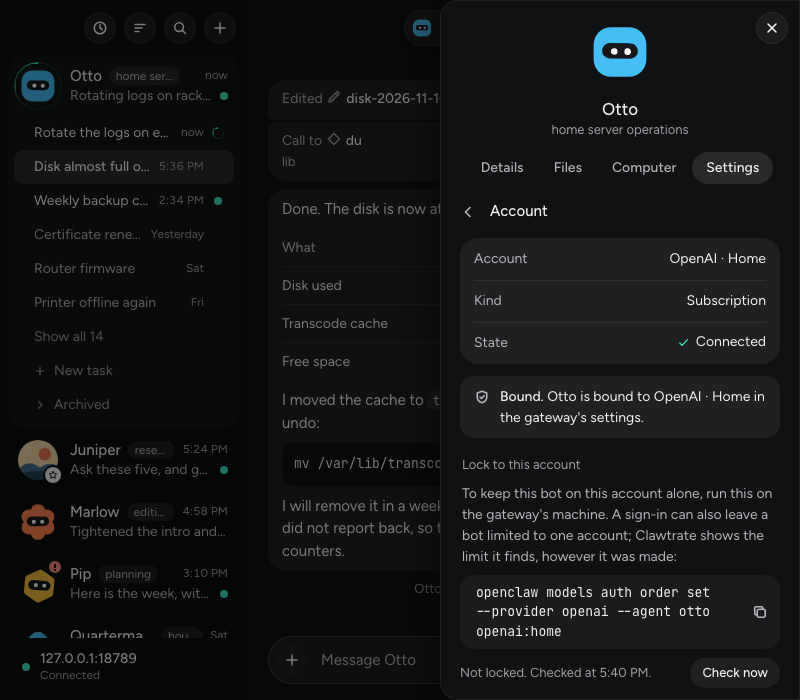 Otto home ser... now
Rotating logs on rack...
Rotate the logs on e... now
Disk almost full o... 5:36 PM
Weekly backup c... 2:34 PM
Certificate rene... Yesterday
Router firmware Sat
Printer offline again Fri
Show all 14
New task
Archived
Juniper rese... 5:24 PM
Ask these five, and g...
Marlow editi... 4:58 PM
Tightened the intro and...
Pip planning 3:10 PM
Here is the week, wit...
Quarterma hou Sat
127.0.0.1:18789
Connected
Edited disk-2026-11-1
Call to du
lib
Done. The disk is now at
What
Disk used
Transcode cache
Free space
I moved the cache to
undo:
mv /var/lib/transco
I will remove it in a week
did not report back, so t
counters.
Otto
Message Otto
Otto
home server operations
Details Files Computer Settings
Account
Account OpenAI · Home
Kind Subscription
State Connected
Bound. Otto is bound to OpenAI · Home in
the gateway's settings.
Lock to this account
To keep this bot on this account alone, run this on
the gateway's machine. A sign-in can also leave a
bot limited to one account; Clawtrate shows the
limit it finds, however it was made:
openclaw models auth order set
--provider openai --agent otto
openai:home
Not locked. Checked at 5:40 PM. Check now